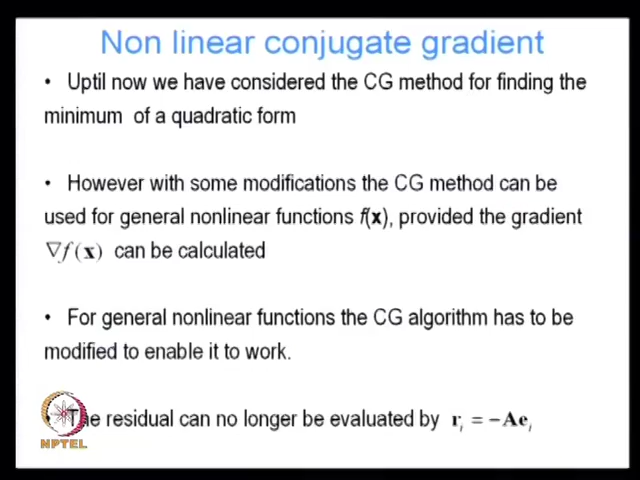 Non linear conjugate gradient
• Uptil now we have considered the CG method for finding the
minimum of a quadratic form
• However with some modifications the CG method can be
used for general nonlinear functions f(x), provided the gradient
∇f(x) can be calculated
• For general nonlinear functions the CG algorithm has to be
modified to enable it to work.
• The residual can no longer be evaluated by rᵢ = −Aeᵢ
NPTEL